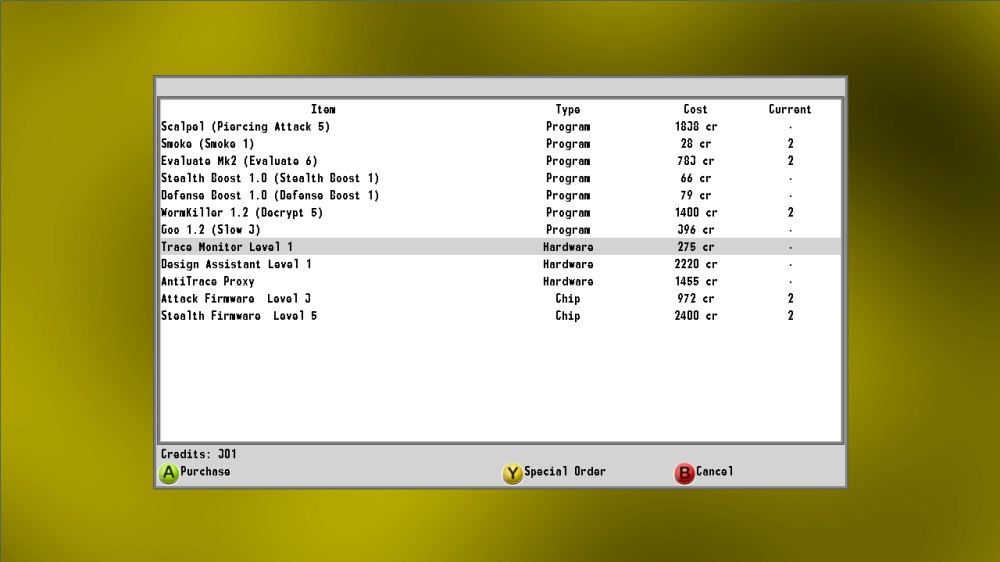 Item Type Cost Current
Scalpel (Piercing Attack 5) Program 1838 cr .
Smoke (Smoke 1) Program 28 cr 2
Evaluate Mk2 (Evaluate 6) Program 783 cr 2
Stealth Boost 1.0 (Stealth Boost 1) Program 66 cr .
Defense Boost 1.0 (Defense Boost 1) Program 79 cr .
WormKiller 1.2 (Decrypt 5) Program 1400 cr 2
Goo 1.2 (Slow 3) Program 396 cr .
Trace Monitor Level 1 Hardware 275 cr .
Design Assistant Level 1 Hardware 2220 cr .
AntiTrace Proxy Hardware 1455 cr .
Attack Firmware Level 3 Chip 972 cr 2
Stealth Firmware Level 5 Chip 2400 cr 2
Credits: 301
A Purchase Y Special Order B Cancel